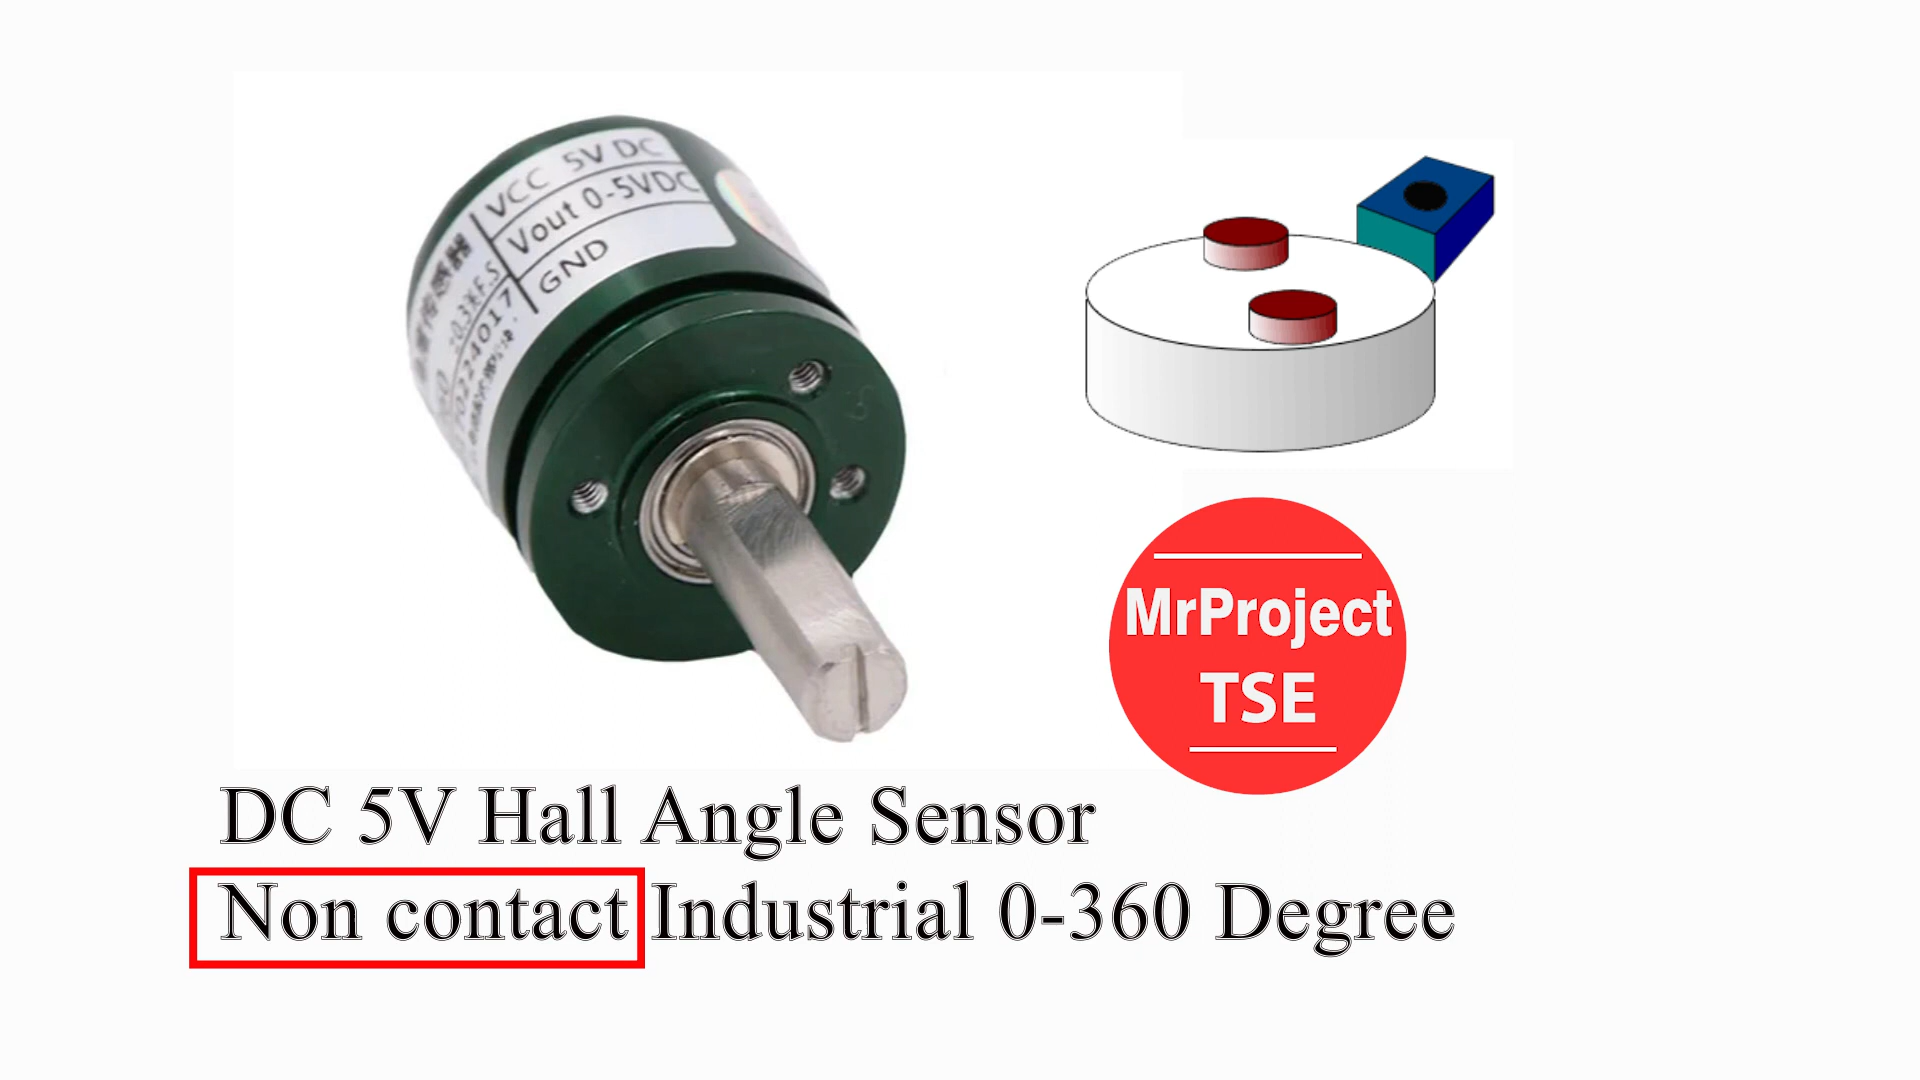 VCC 5V DC
Vout 0-5VDC
GND
MrProject
TSE
DC 5V Hall Angle Sensor
Non contact Industrial 0-360 Degree